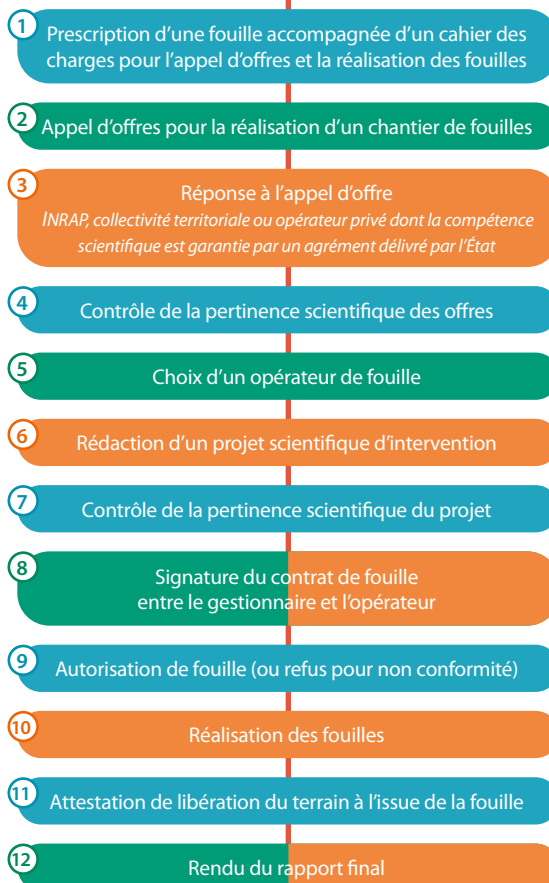 1
Prescription d'une fouille accompagnée d'un cahier des
charges pour l'appel d'offres et la réalisation des fouilles
2
Appel d'offres pour la réalisation d'un chantier de fouilles
3
Réponse à l'appel d'offre
INRAP, collectivité territoriale ou opérateur privé dont la compétence
scientifique est garantie par un agrément délivré par l'État
4
Contrôle de la pertinence scientifique des offres
5
Choix d'un opérateur de fouille
6
Rédaction d'un projet scientifique d'intervention
7
Contrôle de la pertinence scientifique du projet
8
Signature du contrat de fouille
entre le gestionnaire et l'opérateur
9
Autorisation de fouille (ou refus pour non conformité)
10
Réalisation des fouilles
11
Attestation de libération du terrain à l'issue de la fouille
12
Rendu du rapport final